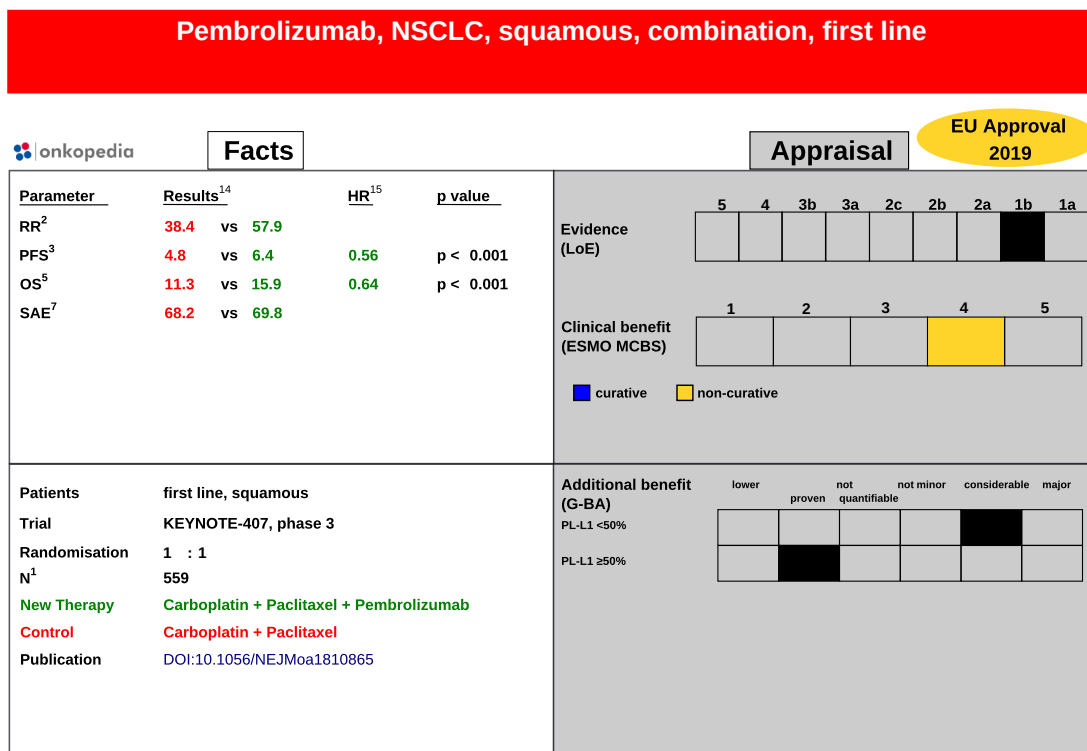 Pembrolizumab, NSCLC, squamous, combination, first line
onkopedia
Facts
Appraisal
EU Approval
2019
Parameter Results14 HR15 p value
RR2 38.4 vs 57.9
PFS3 4.8 vs 6.4 0.56 p < 0.001
OS5 11.3 vs 15.9 0.64 p < 0.001
SAE7 68.2 vs 69.8
5 4 3b 3a 2c 2b 2a 1b 1a
Evidence
(LoE)
1 2 3 4 5
Clinical benefit
(ESMO MCBS)
curative non-curative
Patients first line, squamous
Trial KEYNOTE-407, phase 3
Randomisation 1 : 1
N1 559
New Therapy Carboplatin + Paclitaxel + Pembrolizumab
Control Carboplatin + Paclitaxel
Publication DOI:10.1056/NEJMoa1810865
Additional benefit
(G-BA)
lower not not minor considerable major
proven quantifiable
PL-L1 <50%
PL-L1 ≥50%